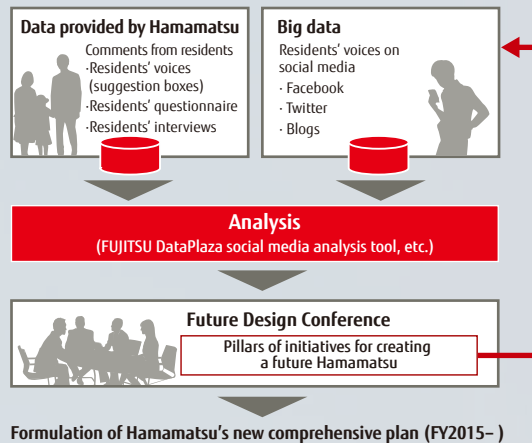 Data provided by Hamamatsu
Comments from residents
·Residents' voices
(suggestion boxes)
·Residents' questionnaire
·Residents' interviews
Big data
Residents' voices on
social media
· Facebook
· Twitter
· Blogs
Analysis
(FUJITSU DataPlaza social media analysis tool, etc.)
Future Design Conference
Pillars of initiatives for creating
a future Hamamatsu
Formulation of Hamamatsu's new comprehensive plan (FY2015– )